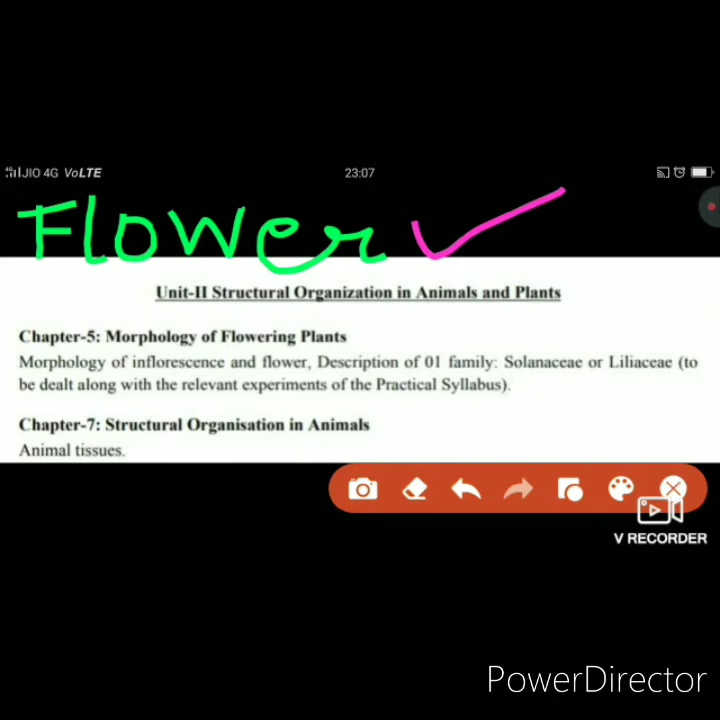 JIO 4G VoLTE 23:07
Flower
Unit-II Structural Organization in Animals and Plants
Chapter-5: Morphology of Flowering Plants
Morphology of inflorescence and flower, Description of 01 family: Solanaceae or Liliaceae (to
be dealt along with the relevant experiments of the Practical Syllabus).
Chapter-7: Structural Organisation in Animals
Animal tissues.
V RECORDER
PowerDirector